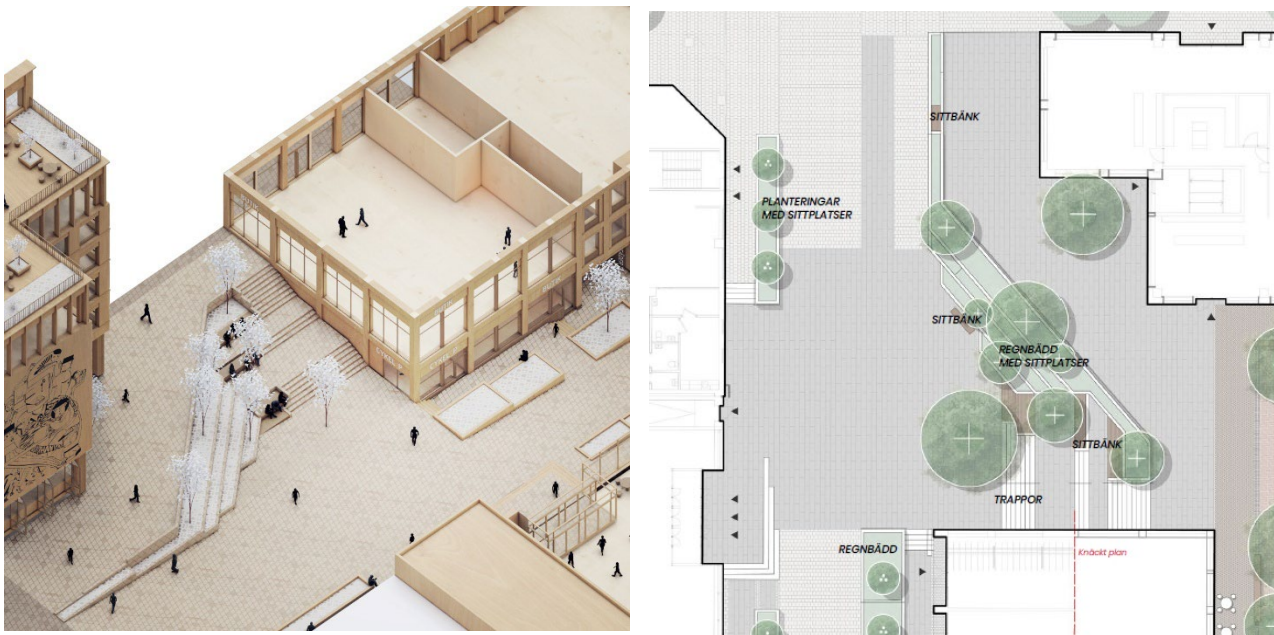 SITTBÄNK
PLANTERINGAR
MED SITTPLATSER
SITTBÄNK
REGNBÄDD
MED SITTPLATSER
SITTBÄNK
TRAPPOR
REGNBÄDD
Knäckt plan